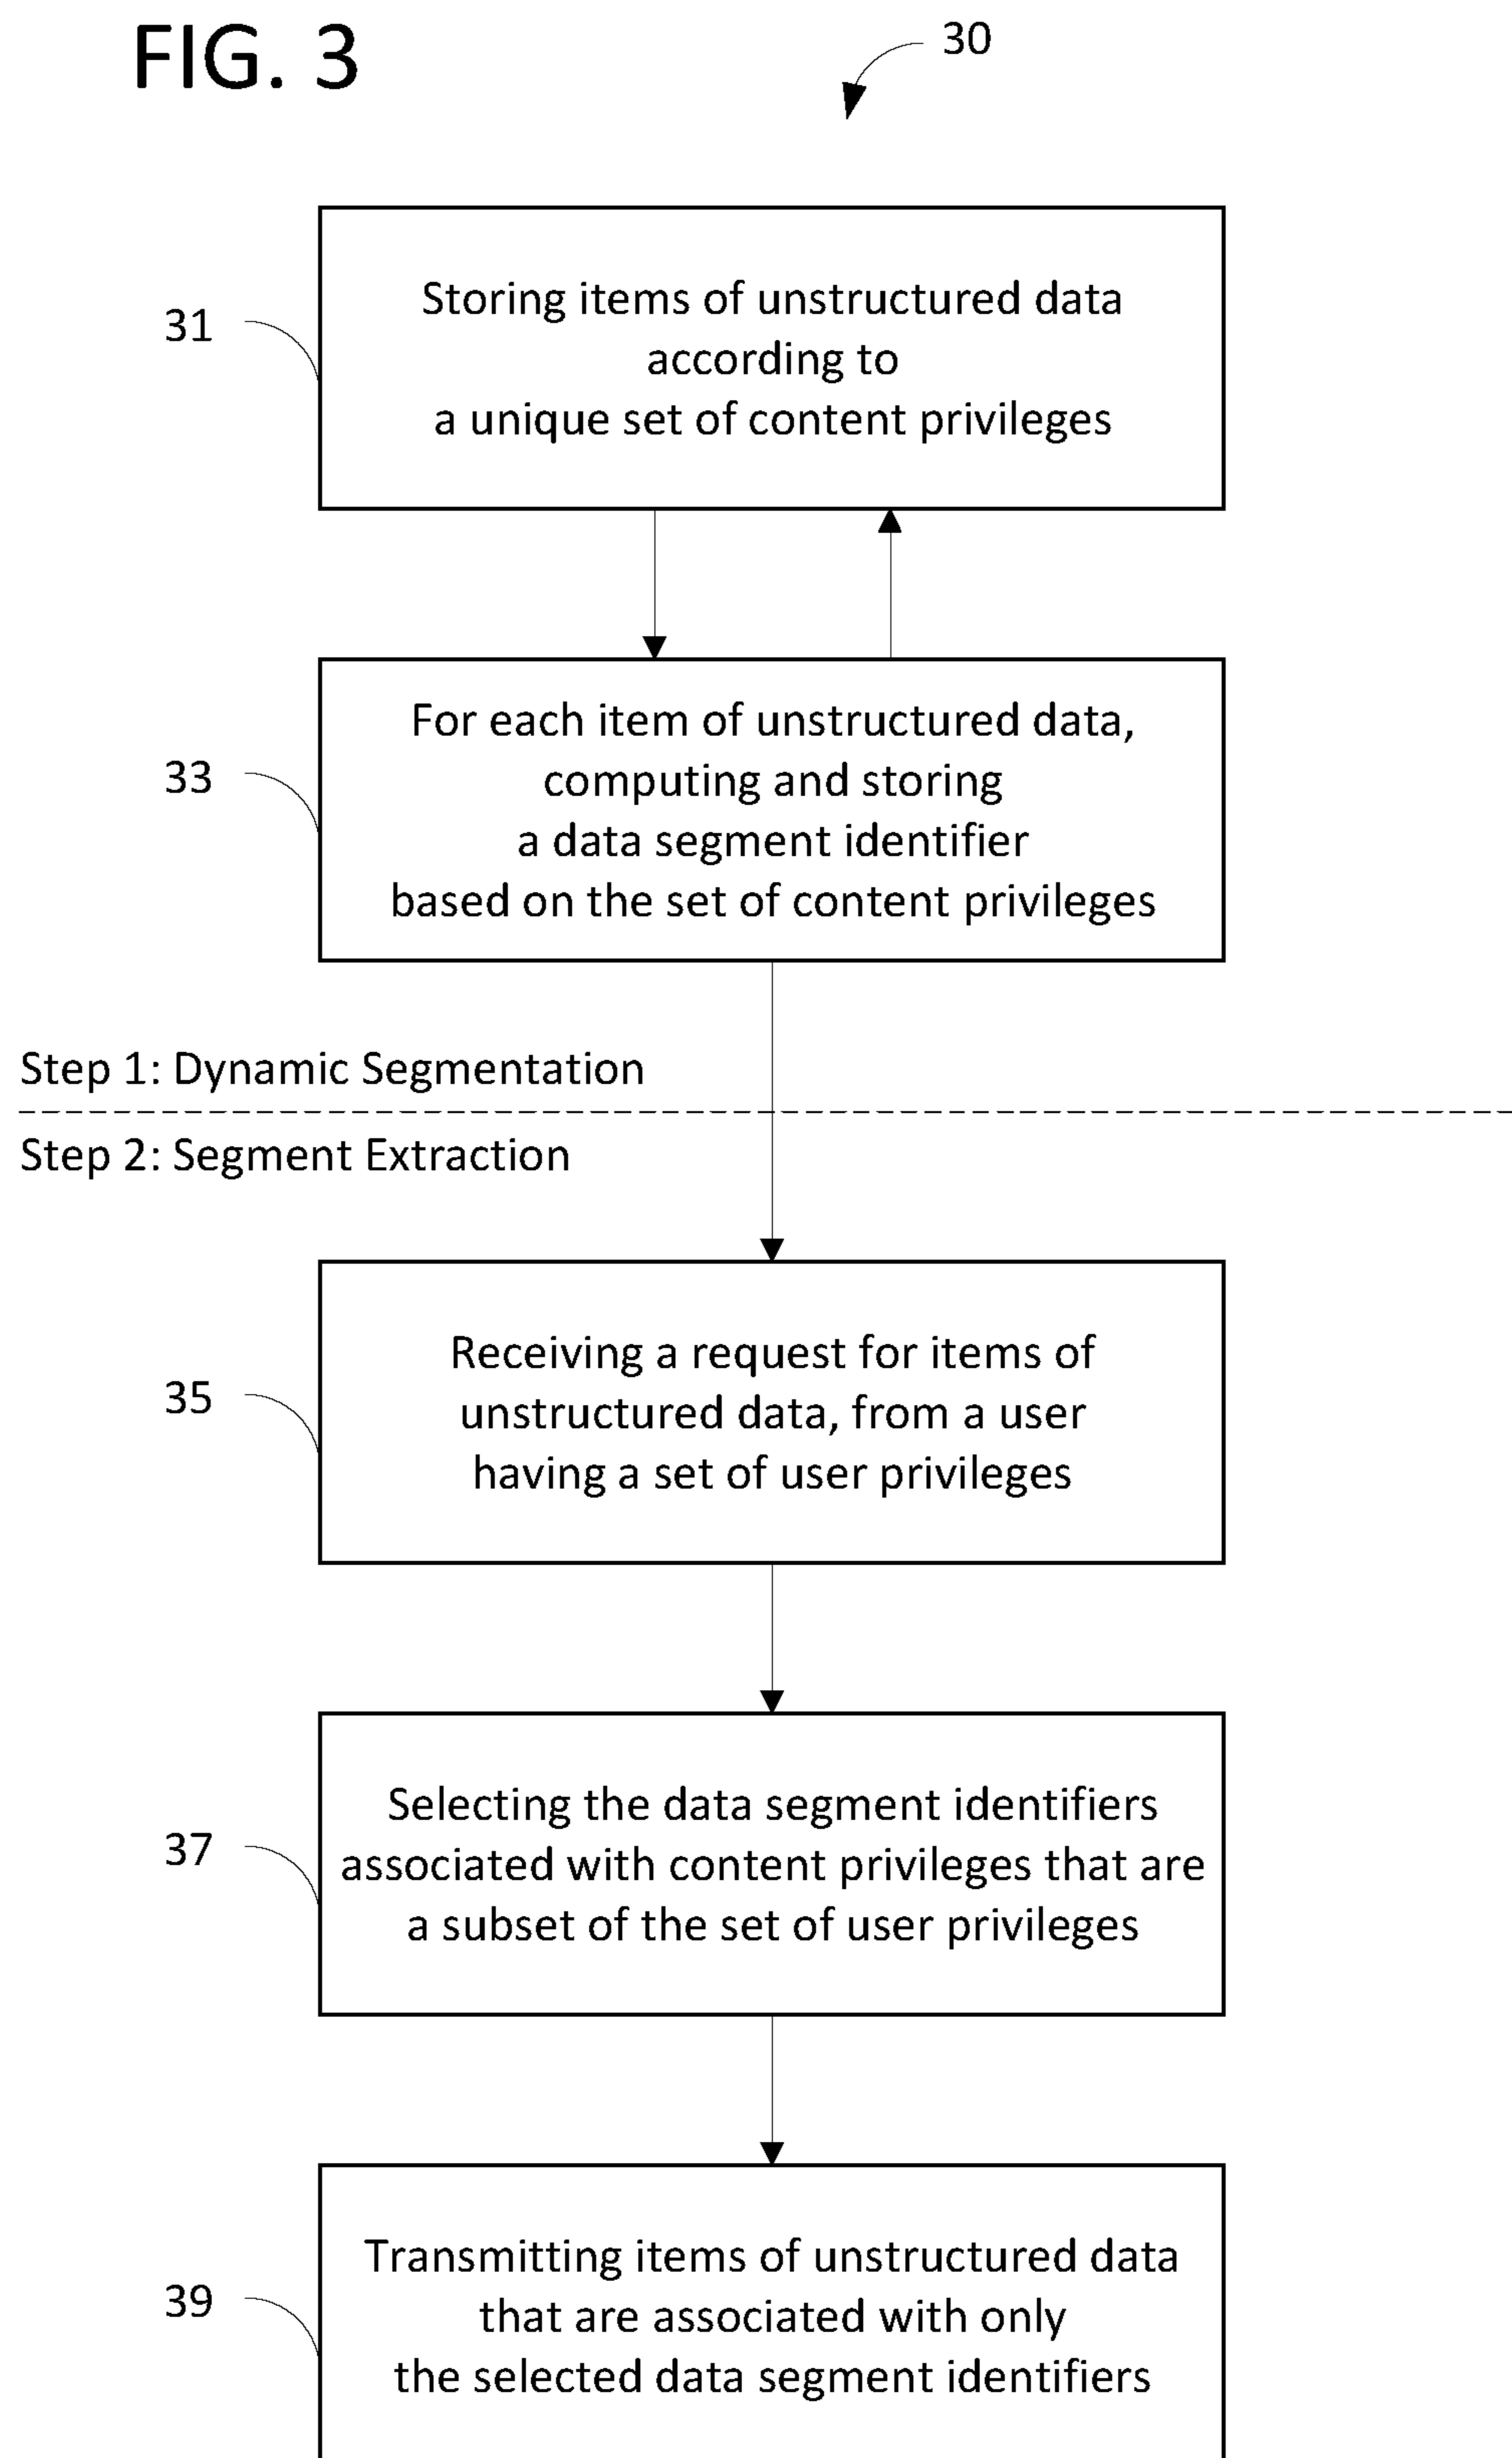 FIG. 3
30
31
Storing items of unstructured data
according to
a unique set of content privileges
33
For each item of unstructured data,
computing and storing
a data segment identifier
based on the set of content privileges
Step 1: Dynamic Segmentation
Step 2: Segment Extraction
35
Receiving a request for items of
unstructured data, from a user
having a set of user privileges
37
Selecting the data segment identifiers
associated with content privileges that are
a subset of the set of user privileges
39
Transmitting items of unstructured data
that are associated with only
the selected data segment identifiers